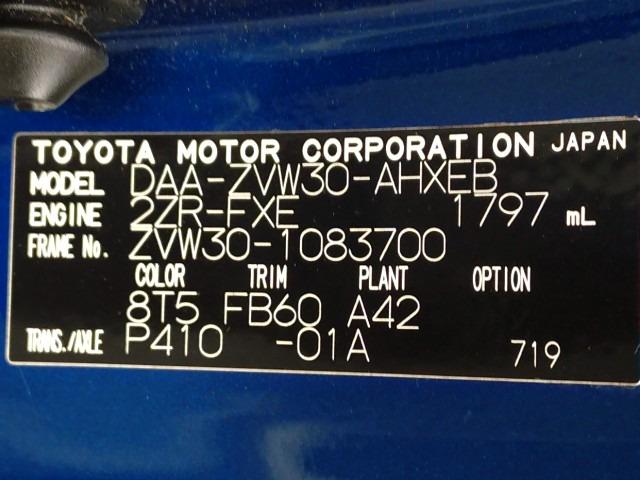 TOYOTA MOTOR CORPORATION JAPAN
MODEL DAA-ZVW30-AHXEB
ENGINE 2ZR-FXE 1797 mL
FRAME No. ZVW30-1083700
COLOR TRIM PLANT OPTION
8T5 FB60 A42
TRANS./AXLE P410 -01A 719